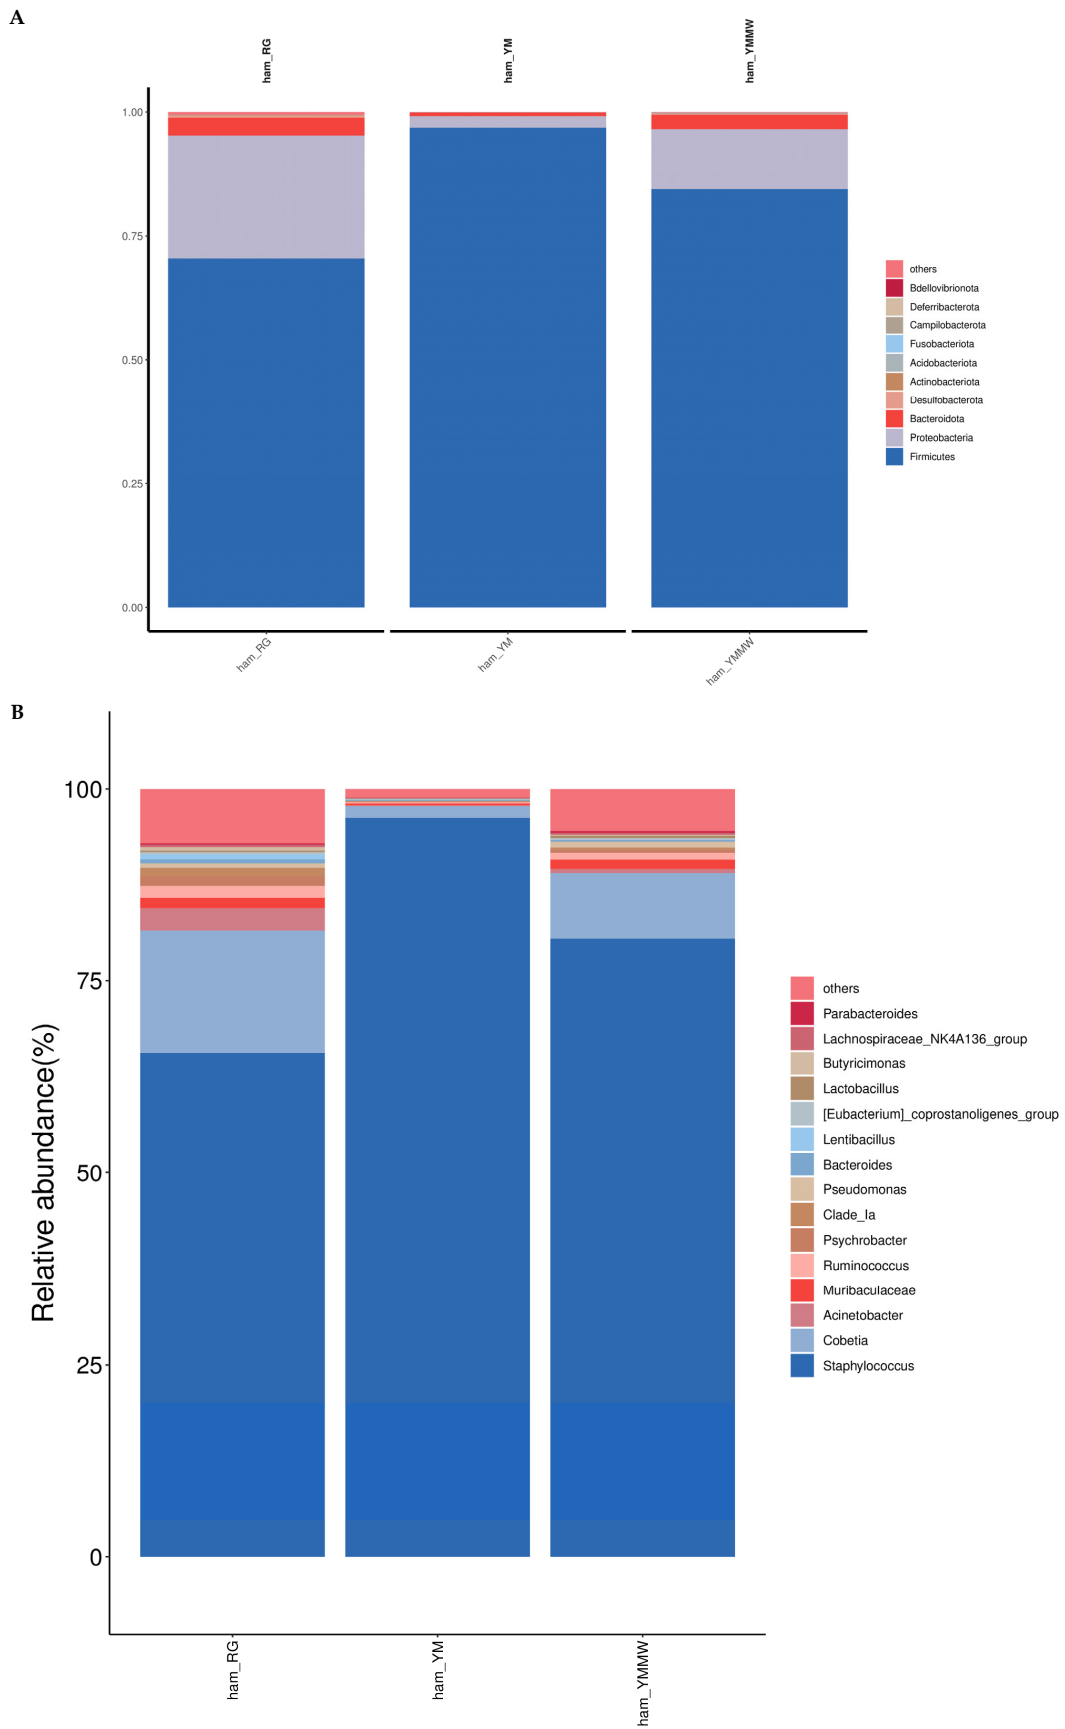 A
ham_RG
ham_YM
ham_YMMW
1.00
0.75
0.50
0.25
0.00
others
Bdellovibrionota
Deferribacterota
Campilobacterota
Fusobacteriota
Acidobacteriota
Actinobacteriota
Desulfobacterota
Bacteroidota
Proteobacteria
Firmicutes
ham_RG
ham_YM
ham_YMMW
B
Relative abundance(%)
100
75
50
25
0
others
Parabacteroides
Lachnospiraceae_NK4A136_group
Butyricimonas
Lactobacillus
[Eubacterium]_coprostanoligenes_group
Lentibacillus
Bacteroides
Pseudomonas
Clade_Ia
Psychrobacter
Ruminococcus
Muribaculaceae
Acinetobacter
Cobetia
Staphylococcus
ham_RG
ham_YM
ham_YMMW